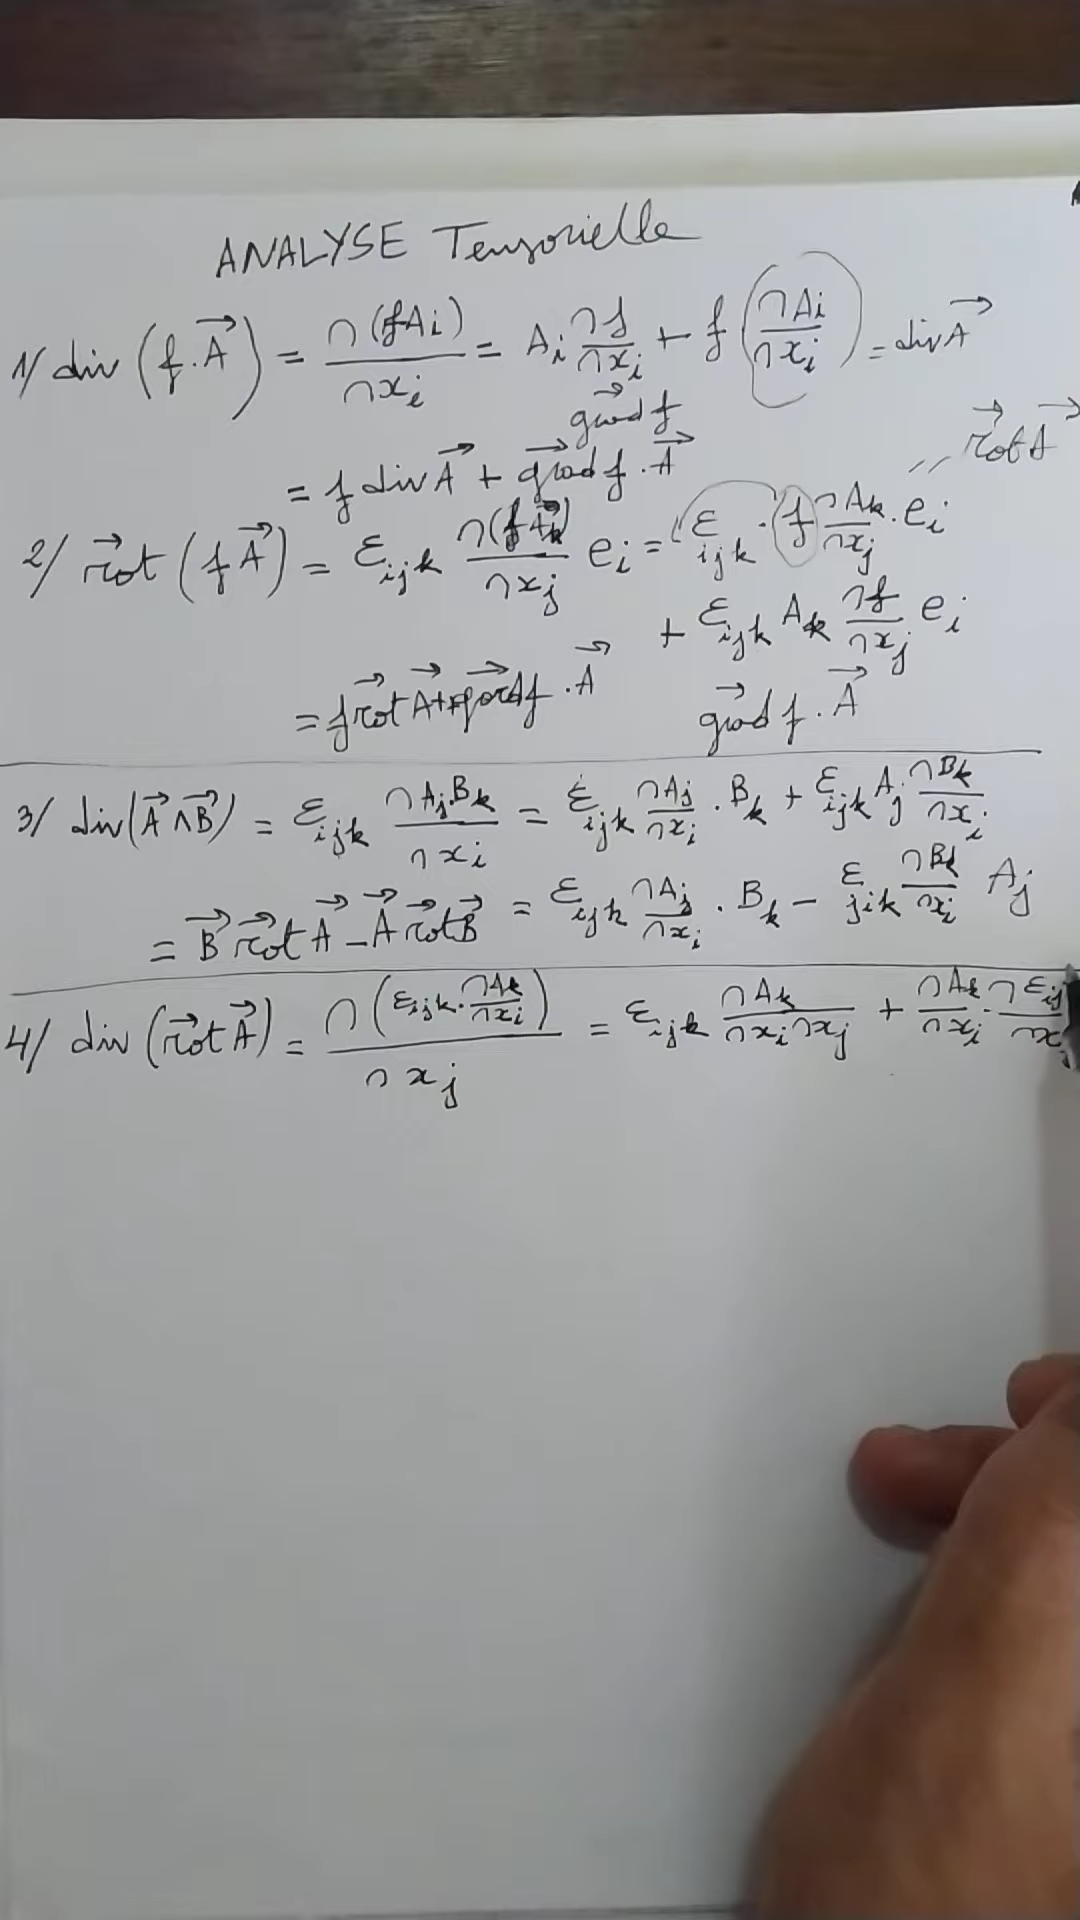 ANALYSE Tensorielle
1/ div (f.A⃗) = ∂(fAi)/∂xi = Ai ∂f/∂xi + f (∂Ai/∂xi) = div A⃗
grad⃗ f
= f div A⃗ + grad⃗ f . A⃗
,, rot⃗ A⃗
2/ rot⃗ (f A⃗) = εijk ∂(f Ak)/∂xj ei = εijk . f ∂Ak/∂xj . ei
+ εijk Ak ∂f/∂xj ei
= f rot⃗ A⃗ + grad⃗ f . A⃗
grad⃗ f . A⃗
3/ div (A⃗ ∧ B⃗) = εijk ∂Aj.Bk/∂xi = εijk ∂Aj/∂xi . Bk + εijk Aj ∂Bk/∂xi
= B⃗ rot⃗ A⃗ - A⃗ rot⃗ B⃗ = εijk ∂Aj/∂xi . Bk - εjik ∂Bk/∂xi Aj
4/ div (rot⃗ A⃗) = ∂(εijk . ∂Ak/∂xi)/∂xj = εijk ∂Ak/∂xi∂xj + ∂Ak/∂xi . ∂εij/∂xj